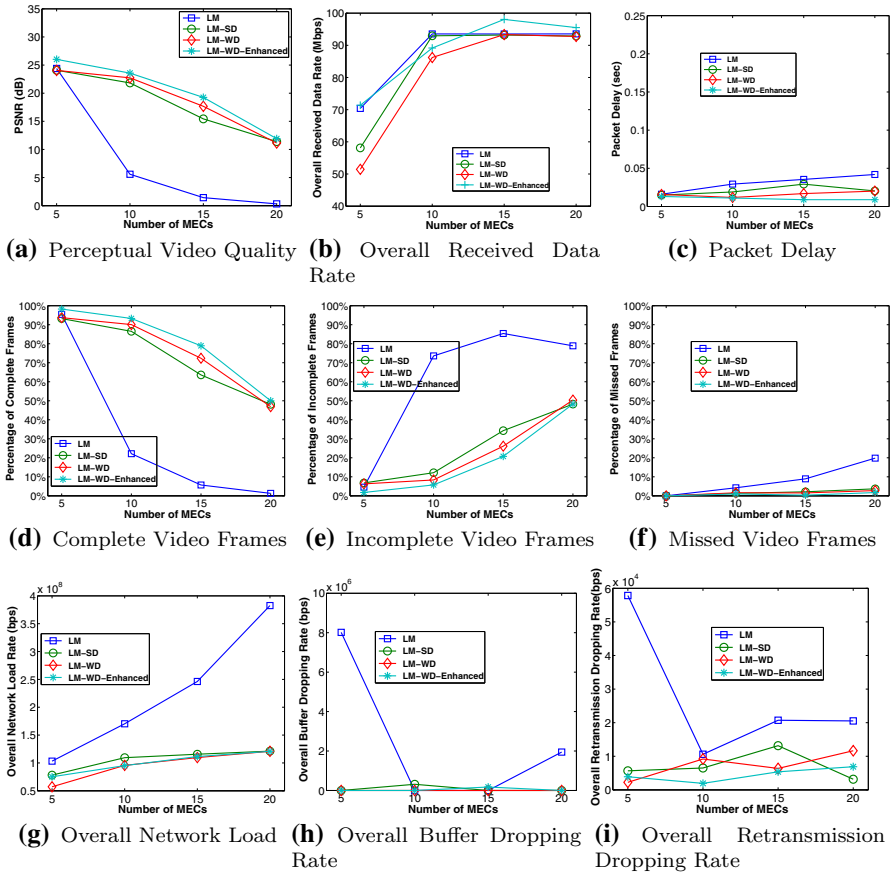 35
30
25
20
15
10
5
0
PSNR (dB)
LM
LM-SD
LM-WD
LM-WD-Enhanced
5 10 15 20
Number of MECs
(a) Perceptual Video Quality
100
90
80
70
60
50
40
Overall Received Data Rate (Mbps)
LM
LM-SD
LM-WD
LM-WD-Enhanced
5 10 15 20
Number of MECs
(b) Overall Received Data
Rate
0.25
0.2
0.15
0.1
0.05
0
Packet Delay (sec)
LM
LM-SD
LM-WD
LM-WD-Enhanced
5 10 15 20
Number of MECs
(c) Packet Delay
100%
90%
80%
70%
60%
50%
40%
30%
20%
10%
0%
Percentage of Complete Frames
LM
LM-SD
LM-WD
LM-WD-Enhanced
5 10 15 20
Number of MECs
(d) Complete Video Frames
100%
90%
80%
70%
60%
50%
40%
30%
20%
10%
0%
Percentage of Incomplete Frames
LM
LM-SD
LM-WD
LM-WD-Enhanced
5 10 15 20
Number of MECs
(e) Incomplete Video Frames
100%
90%
80%
70%
60%
50%
40%
30%
20%
10%
0%
Percentage of Missed Frames
LM
LM-SD
LM-WD
LM-WD-Enhanced
5 10 15 20
Number of MECs
(f) Missed Video Frames
x 10^8
4
3.5
3
2.5
2
1.5
1
0.5
Overall Network Load Rate (bps)
LM
LM-SD
LM-WD
LM-WD-Enhanced
5 10 15 20
Number of MECs
(g) Overall Network Load
x 10^6
10
8
6
4
2
0
Overall Buffer Dropping Rate (bps)
LM
LM-SD
LM-WD
LM-WD-Enhanced
5 10 15 20
Number of MECs
(h) Overall Buffer Dropping
Rate
x 10^4
6
5
4
3
2
1
0
Overall Retransmission Dropping Rate(bps)
LM
LM-SD
LM-WD
LM-WD-Enhanced
5 10 15 20
Number of MECs
(i) Overall Retransmission
Dropping Rate